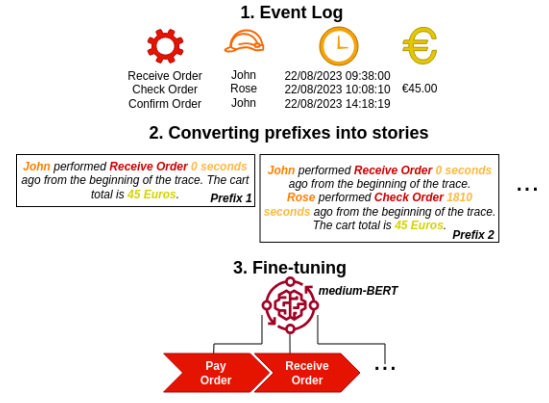 1. Event Log
Receive Order John 22/08/2023 09:38:00
Check Order Rose 22/08/2023 10:08:10 €45.00
Confirm Order John 22/08/2023 14:18:19
2. Converting prefixes into stories
John performed Receive Order 0 seconds
ago from the beginning of the trace. The cart
total is 45 Euros.
Prefix 1
John performed Receive Order 0 seconds
ago from the beginning of the trace.
Rose performed Check Order 1810
seconds ago from the beginning of the trace.
The cart total is 45 Euros.
Prefix 2
...
3. Fine-tuning
medium-BERT
Pay
Order
Receive
Order
...